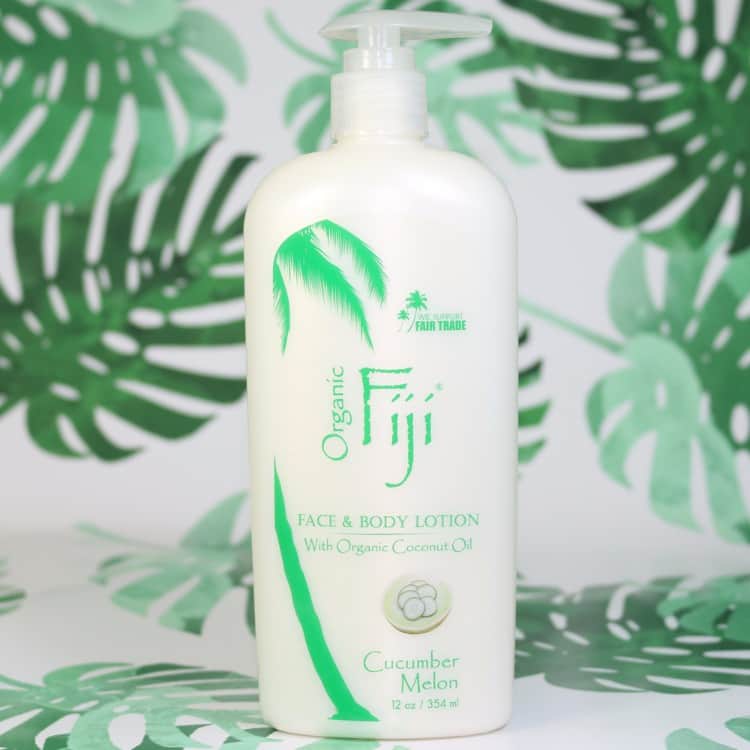 WE SUPPORT
FAIR TRADE
Organic
Fiji®
FACE & BODY LOTION
With Organic Coconut Oil
Cucumber
Melon
12 oz / 354 ml